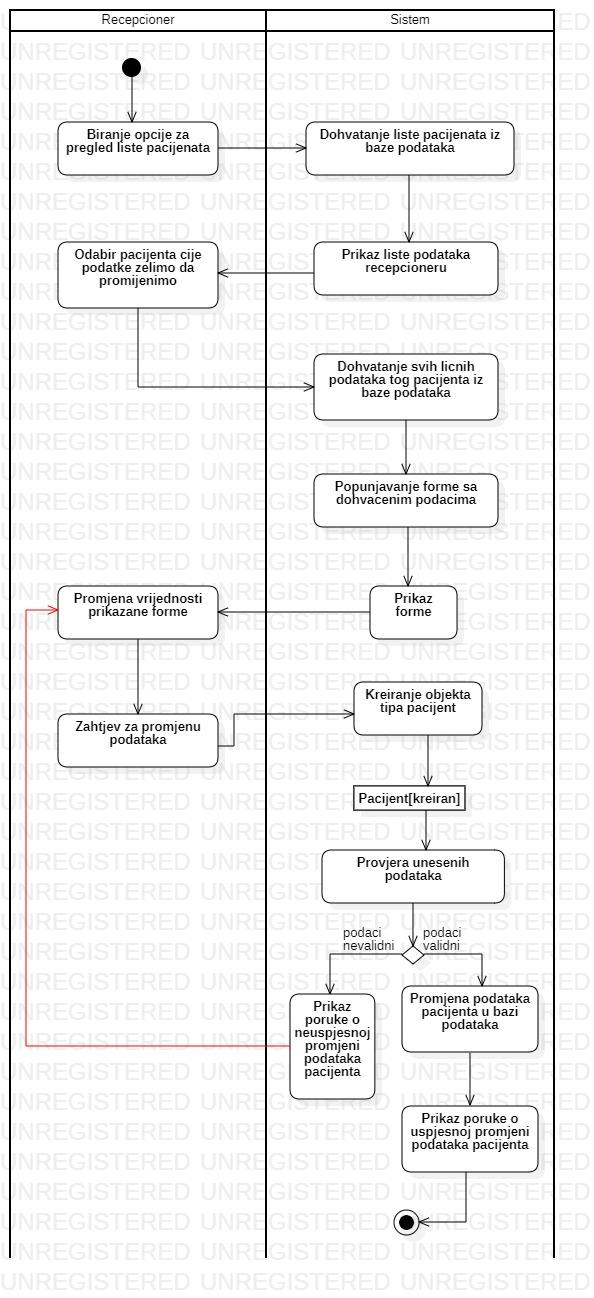 Recepcioner
Sistem
Biranje opcije za
pregled liste pacijenata
Dohvatanje liste pacijenata iz
baze podataka
Odabir pacijenta cije
podatke zelimo da
promijenimo
Prikaz liste podataka
recepcioneru
Dohvatanje svih licnih
podataka tog pacijenta iz
baze podataka
Popunjavanje forme sa
dohvacenim podacima
Promjena vrijednosti
prikazane forme
Prikaz
forme
Zahtjev za promjenu
podataka
Kreiranje objekta
tipa pacijent
Pacijent[kreiran]
Provjera unesenih
podataka
podaci
nevalidni
podaci
validni
Prikaz
poruke o
neuspjesnoj
promjeni
podataka
pacijenta
Promjena podataka
pacijenta u bazi
podataka
Prikaz poruke o
uspjesnoj promjeni
podataka pacijenta
UNREGISTERED